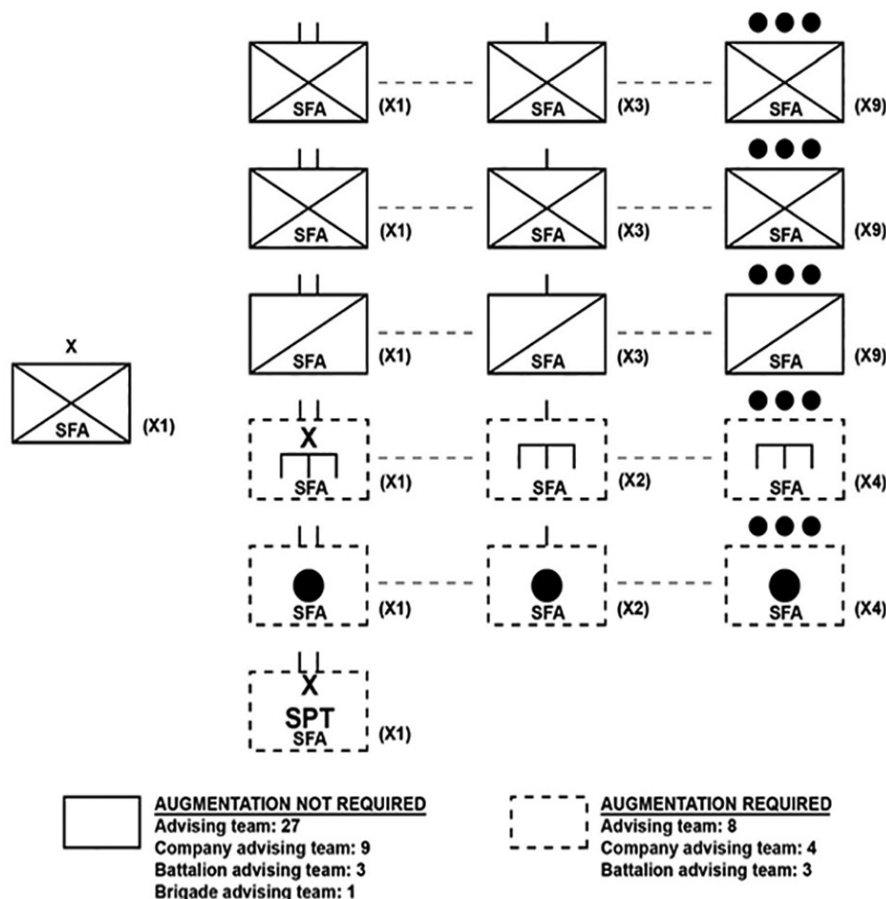 SFA (X1) SFA (X3) SFA (X9)
SFA (X1) SFA (X3) SFA (X9)
SFA (X1) SFA (X3) SFA (X9)
X
SFA (X1)
X
SFA (X1) SFA (X2) SFA (X4)
SFA (X1) SFA (X2) SFA (X4)
X
SPT
SFA (X1)
AUGMENTATION NOT REQUIRED
Advising team: 27
Company advising team: 9
Battalion advising team: 3
Brigade advising team: 1
AUGMENTATION REQUIRED
Advising team: 8
Company advising team: 4
Battalion advising team: 3